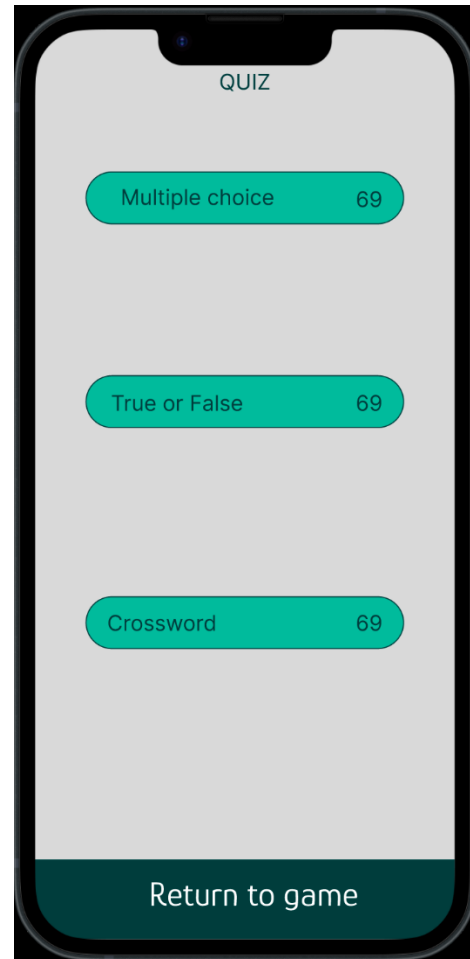 QUIZ
Multiple choice 69
True or False 69
Crossword 69
Return to game